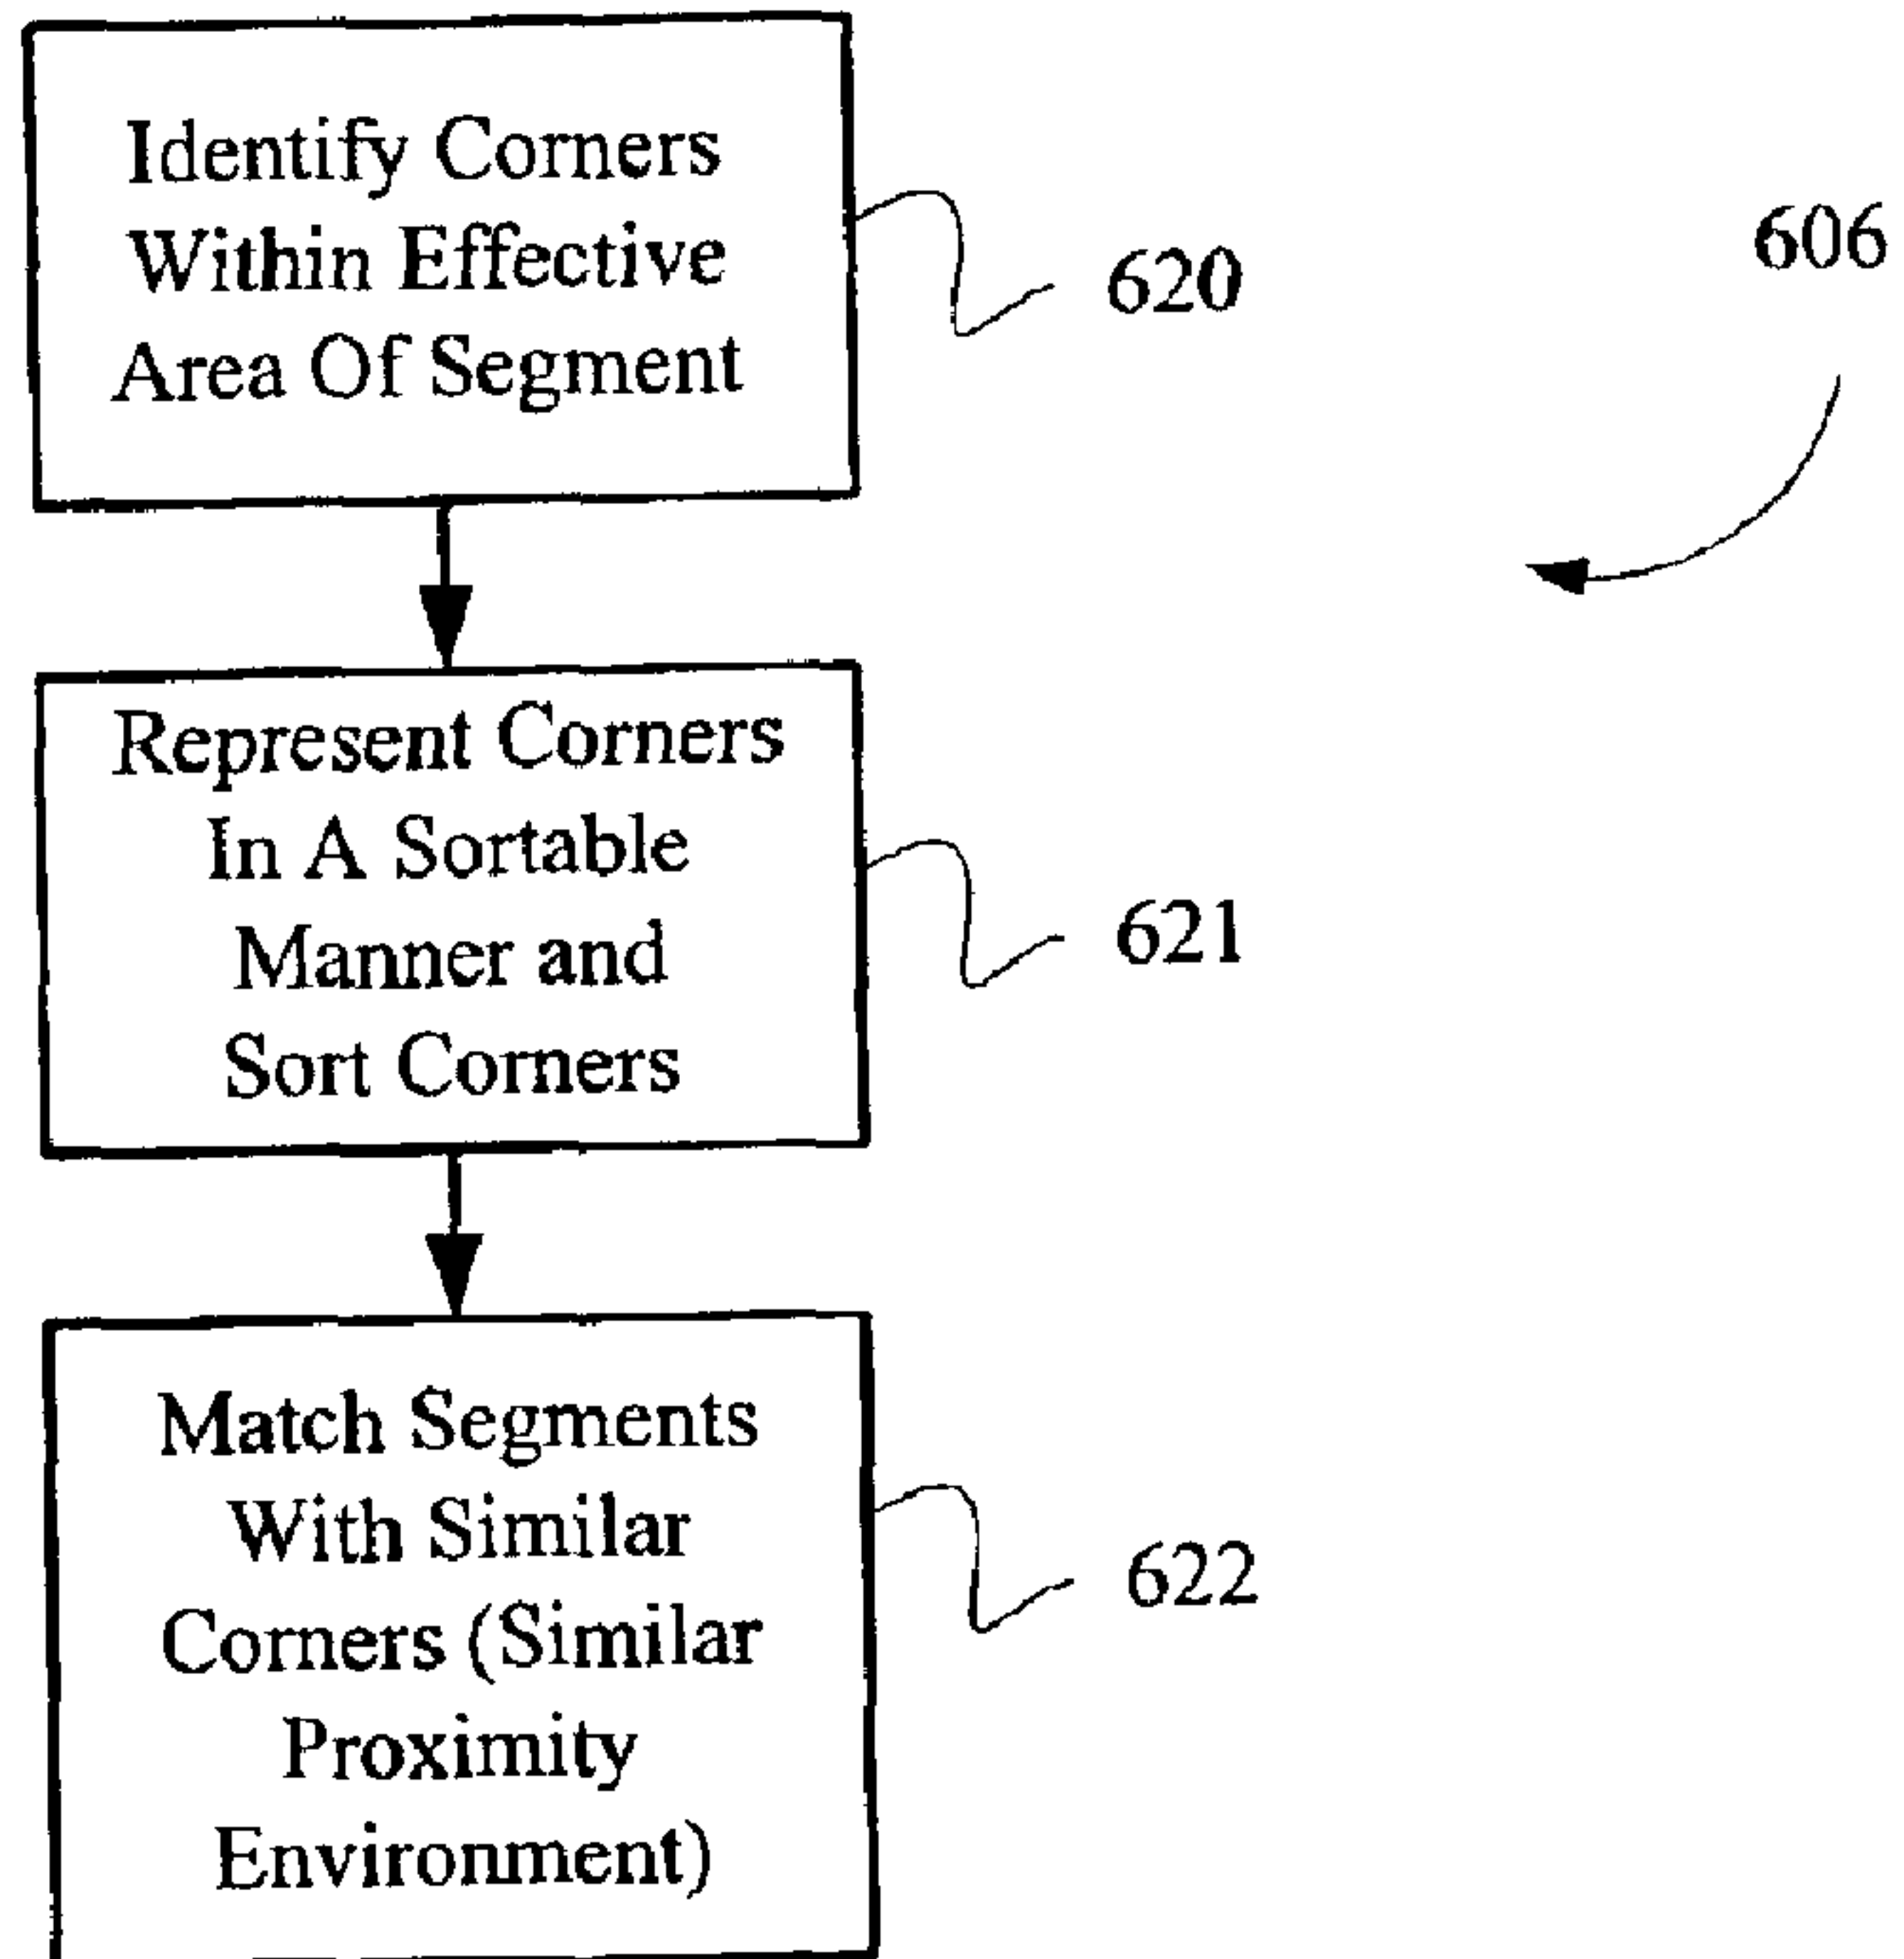 Identify Corners
Within Effective
Area Of Segment
620
606
Represent Corners
In A Sortable
Manner and
Sort Corners
621
Match Segments
With Similar
Corners (Similar
Proximity
Environment)
622